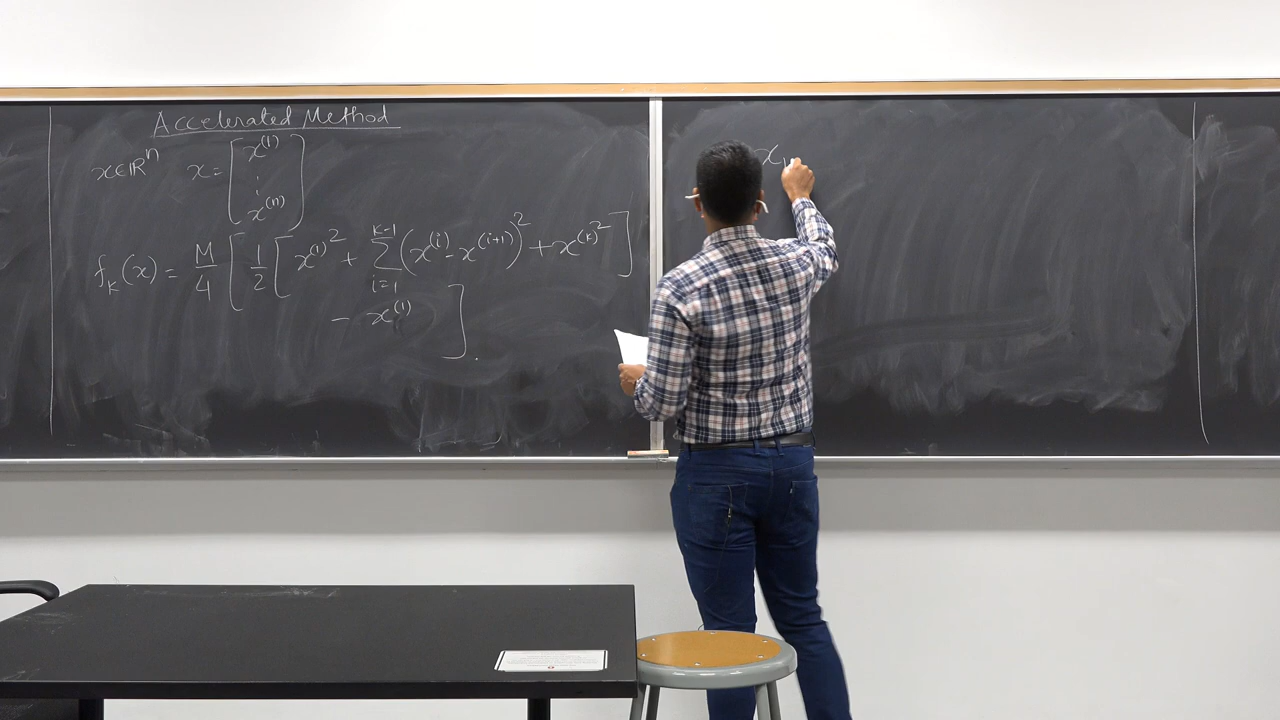 Accelerated Method
x∈ℝⁿ x = [x⁽¹⁾ ⋮ x⁽ⁿ⁾]
f_k(x) = M/4 [ 1/2 [ x⁽¹⁾² + Σ_{i=1}^{k-1} (x⁽ⁱ⁾ - x⁽ⁱ⁺¹⁾)² + x⁽ᵏ⁾² ]
- x⁽¹⁾ ]
x